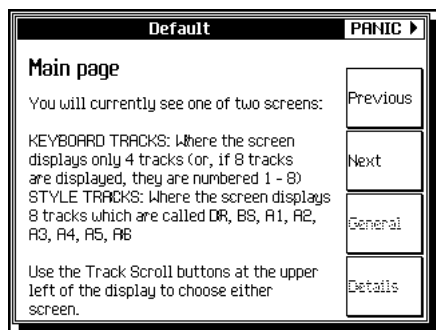 Default
PANIC
Main page
You will currently see one of two screens:
KEYBOARD TRACKS: Where the screen
displays only 4 tracks (or, if 8 tracks
are displayed, they are numbered 1 - 8)
STYLE TRACKS: Where the screen displays
8 tracks which are called DR, BS, A1, A2,
A3, A4, A5, A6
Use the Track Scroll buttons at the upper
left of the display to choose either
screen.
Previous
Next
General
Details